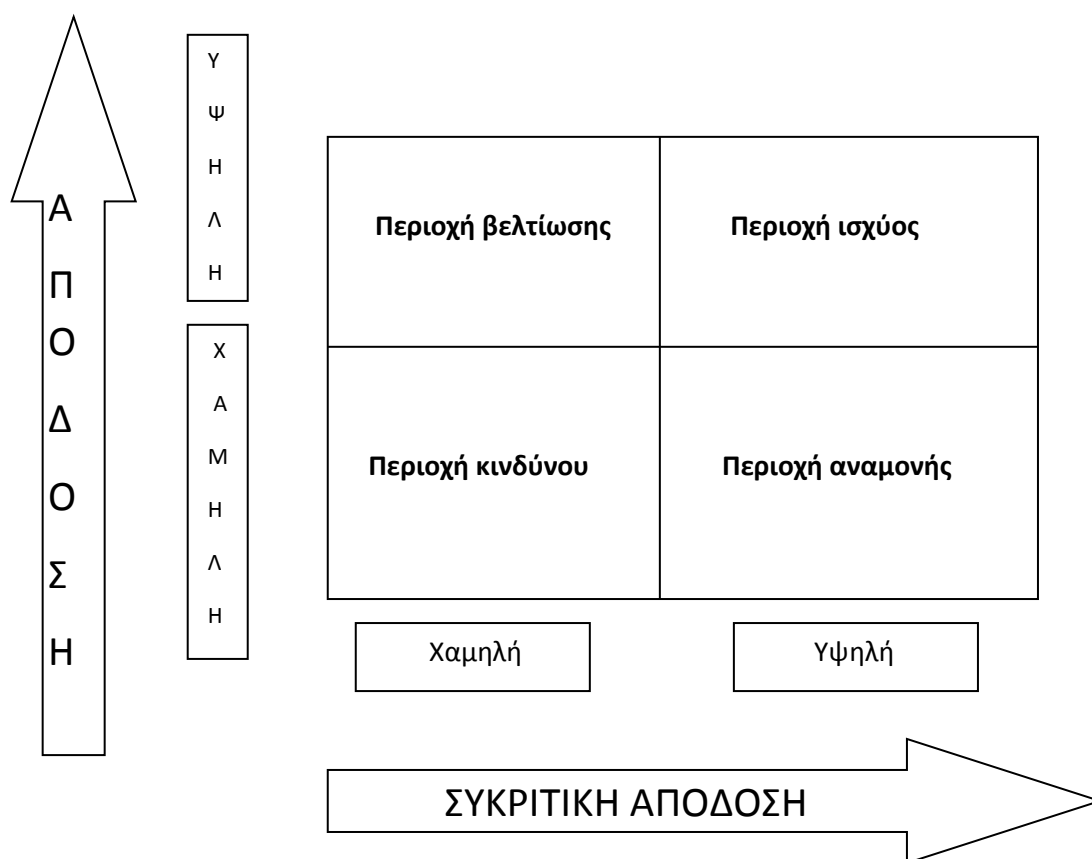 ΑΠΟΔΟΣΗ
ΥΨΗΛΗ
ΧΑΜΗΛΗ
Περιοχή βελτίωσης
Περιοχή ισχύος
Περιοχή κινδύνου
Περιοχή αναμονής
Χαμηλή
Υψηλή
ΣΥΚΡΙΤΙΚΗ ΑΠΟΔΟΣΗ